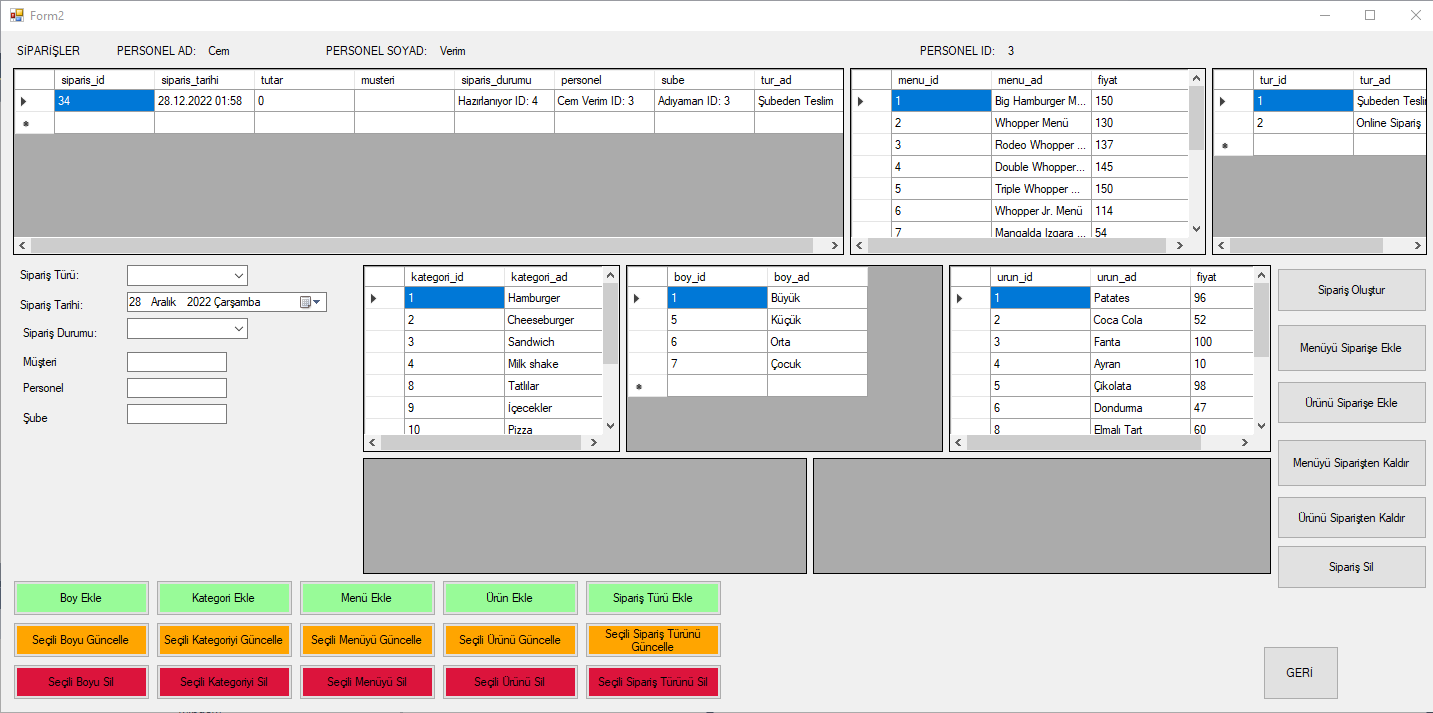 Form2
SİPARİŞLER PERSONEL AD: Cem PERSONEL SOYAD: Verim PERSONEL ID: 3
siparis_id siparis_tarihi tutar musteri siparis_durumu personel sube tur_ad
34 28.12.2022 01:58 0 Hazırlanıyor ID: 4 Cem Verim ID: 3 Adıyaman ID: 3 Şubeden Teslim
menu_id menu_ad fiyat
1 Big Hamburger M... 150
2 Whopper Menü 130
3 Rodeo Whopper ... 137
4 Double Whopper... 145
5 Triple Whopper ... 150
6 Whopper Jr. Menü 114
7 Mangalda Izgara ... 54
tur_id tur_ad
1 Şubeden Tesli
2 Online Sipariş
Sipariş Türü:
Sipariş Tarihi: 28 Aralık 2022 Çarşamba
Sipariş Durumu:
Müşteri
Personel
Şube
kategori_id kategori_ad
1 Hamburger
2 Cheeseburger
3 Sandwich
4 Milk shake
8 Tatlılar
9 İçecekler
10 Pizza
boy_id boy_ad
1 Büyük
5 Küçük
6 Orta
7 Çocuk
urun_id urun_ad fiyat
1 Patates 96
2 Coca Cola 52
3 Fanta 100
4 Ayran 10
5 Çikolata 98
6 Dondurma 47
8 Elmalı Tart 60
Sipariş Oluştur
Menüyü Siparişe Ekle
Ürünü Siparişe Ekle
Menüyü Siparişten Kaldır
Ürünü Siparişten Kaldır
Sipariş Sil
Boy Ekle Kategori Ekle Menü Ekle Ürün Ekle Sipariş Türü Ekle
Seçili Boyu Güncelle Seçili Kategoriyi Güncelle Seçili Menüyü Güncelle Seçili Ürünü Güncelle Seçili Sipariş Türünü
Güncelle
Seçili Boyu Sil Seçili Kategoriyi Sil Seçili Menüyü Sil Seçili Ürünü Sil Seçili Sipariş Türünü Sil
GERİ